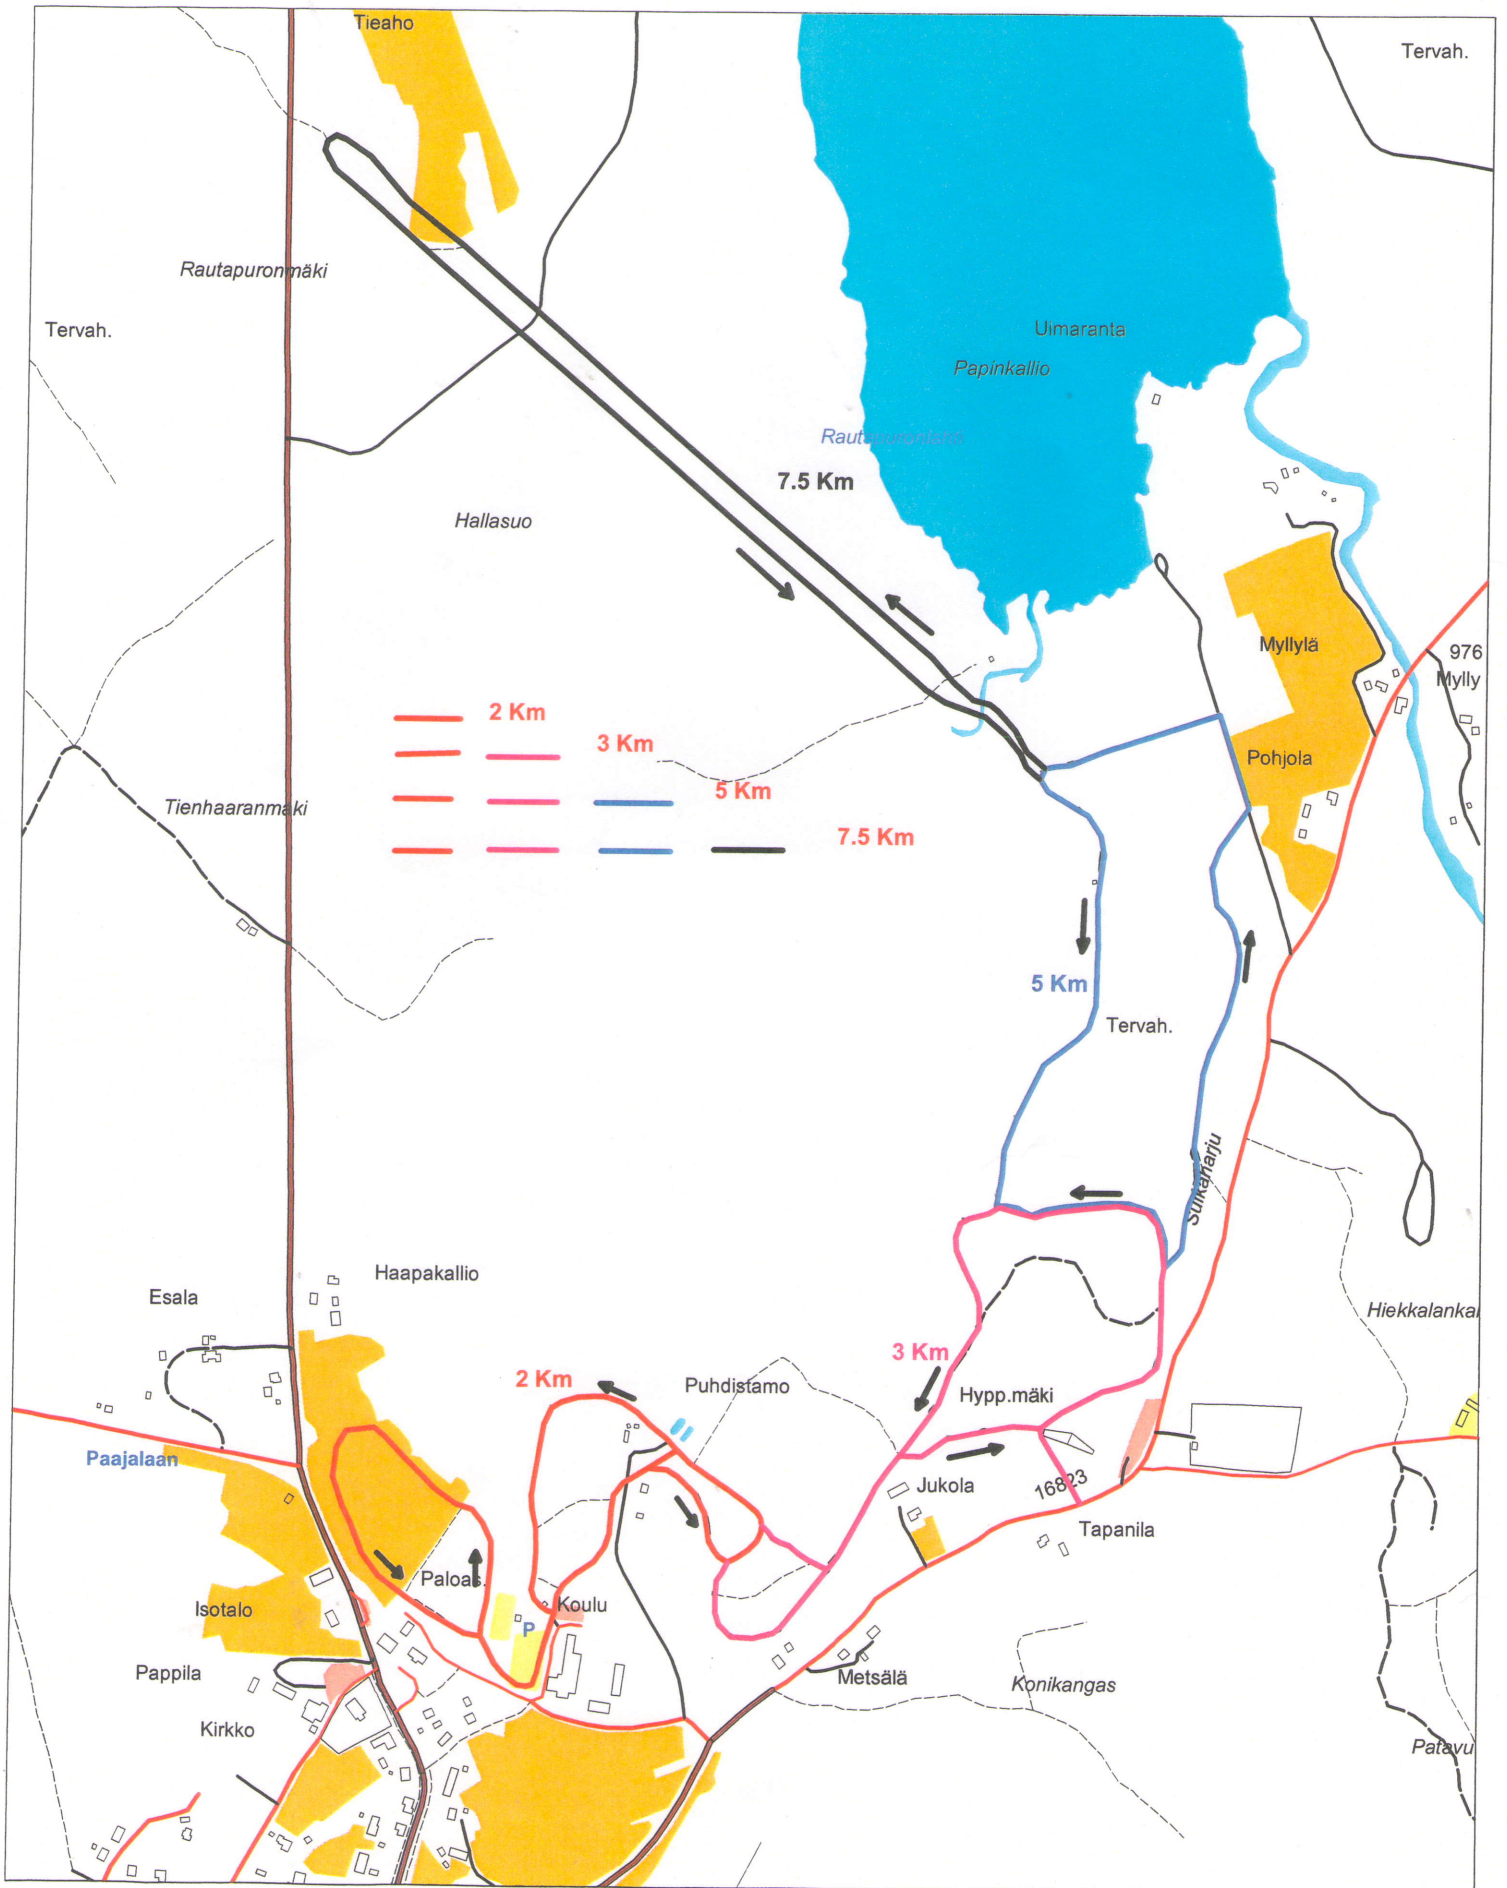 Tieaho
Tervah.
Rautapuronmäki
Tervah.
Uimaranta
Papinkallio
Rautapuronlahti
7.5 Km
Hallasuo
Myllylä
976
Mylly
2 Km
3 Km
Pohjola
5 Km
Tienhaaranmäki
7.5 Km
5 Km
Tervah.
Sulkaharju
Haapakallio
Esala
Hiekkalankan
3 Km
2 Km
Puhdistamo
Hypp.mäki
Paajalaan
Jukola
16823
Tapanila
Paloas.
Koulu
Isotalo
P
Pappila
Metsälä
Konikangas
Kirkko
Patavu